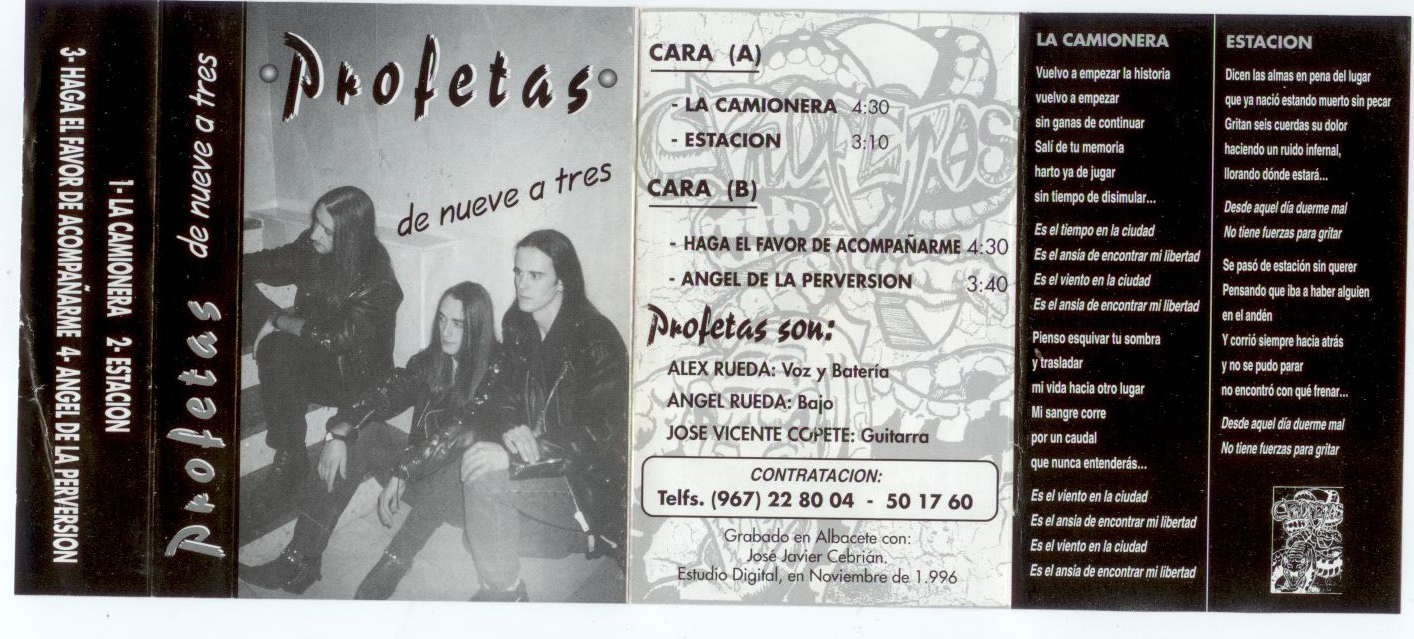 3- HAGA EL FAVOR DE ACOMPAÑARME 4- ANGEL DE LA PERVERSION
1- LA CAMIONERA 2- ESTACION
Profetas de nueve a tres
Profetas
de nueve a tres
CARA (A)
- LA CAMIONERA 4:30
- ESTACION 3:10
CARA (B)
- HAGA EL FAVOR DE ACOMPAÑARME 4:30
- ANGEL DE LA PERVERSION 3:40
Profetas son:
ALEX RUEDA: Voz y Batería
ANGEL RUEDA: Bajo
JOSE VICENTE COPETE: Guitarra
CONTRATACION:
Telfs. (967) 22 80 04 - 50 17 60
Grabado en Albacete con:
José Javier Cebrián.
Estudio Digital, en Noviembre de 1.996
PROFETAS
LA CAMIONERA
Vuelvo a empezar la historia
vuelvo a empezar
sin ganas de continuar
Salí de tu memoria
harto ya de jugar
sin tiempo de disimular...
Es el tiempo en la ciudad
Es el ansia de encontrar mi libertad
Es el viento en la ciudad
Es el ansia de encontrar mi libertad
Pienso esquivar tu sombra
y trasladar
mi vida hacia otro lugar
Mi sangre corre
por un caudal
que nunca entenderás...
Es el viento en la ciudad
Es el ansia de encontrar mi libertad
Es el viento en la ciudad
Es el ansia de encontrar mi libertad
ESTACION
Dicen las almas en pena del lugar
que ya nació estando muerto sin pecar
Gritan seis cuerdas su dolor
haciendo un ruido infernal,
llorando dónde estará...
Desde aquel día duerme mal
No tiene fuerzas para gritar
Se pasó de estación sin querer
Pensando que iba a haber alguien
en el andén
Y corrió siempre hacia atrás
y no se pudo parar
no encontró con qué frenar...
Desde aquel día duerme mal
No tiene fuerzas para gritar